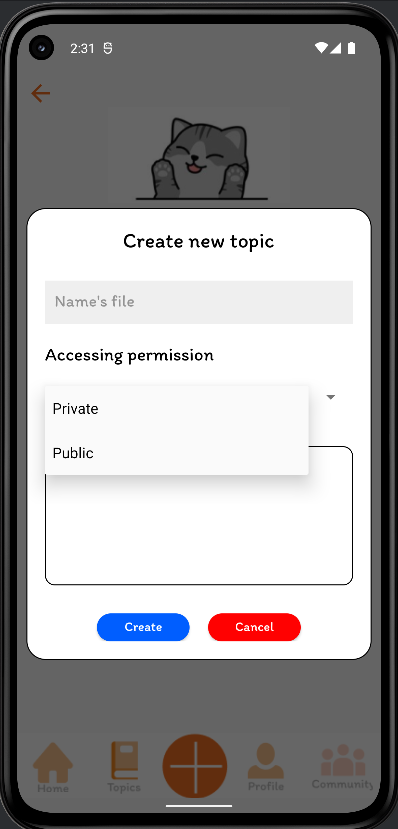 2:31
Create new topic
Name's file
Accessing permission
Private
Public
Create Cancel
Home Topics Profile Community